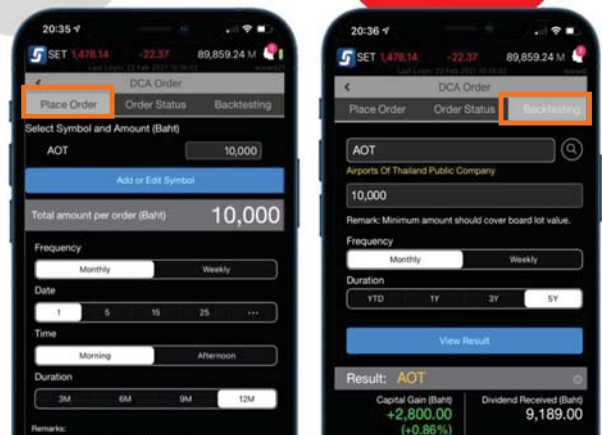 20:35
SET 1,478.14 -22.37 89,859.24 M
DCA Order
Place Order Order Status Backtesting
Select Symbol and Amount (Baht)
AOT 10,000
Add or Edit Symbol
Total amount per order (Baht) 10,000
Frequency
Monthly Weekly
Date
1 5 15 25 ...
Time
Morning Afternoon
Duration
3M 6M 9M 12M
Remarks:
20:36
SET 1,478.14 -22.37 89,859.24 M
DCA Order
Place Order Order Status Backtesting
AOT
Airports Of Thailand Public Company
10,000
Remark: Minimum amount should cover board lot value.
Frequency
Monthly Weekly
Duration
YTD 1Y 3Y 5Y
View Result
Result: AOT
Capital Gain (Baht) Dividend Received (Baht)
+2,800.00 9,189.00
(+0.86%)